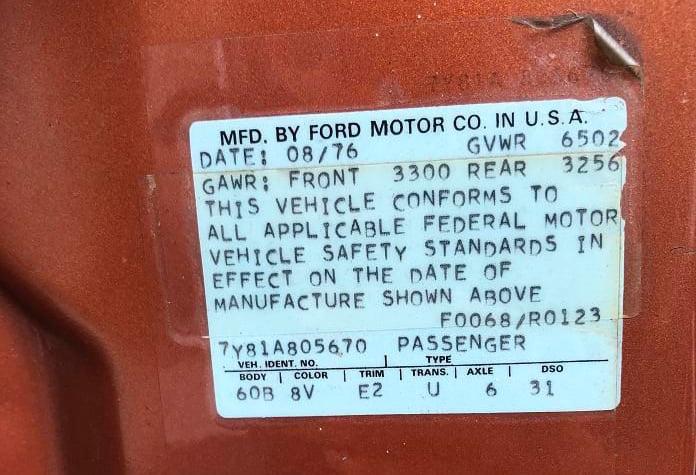 MFD. BY FORD MOTOR CO. IN U.S.A.
DATE: 08/76 GVWR 6502
GAWR: FRONT 3300 REAR 3256
THIS VEHICLE CONFORMS TO
ALL APPLICABLE FEDERAL MOTOR
VEHICLE SAFETY STANDARDS IN
EFFECT ON THE DATE OF
MANUFACTURE SHOWN ABOVE
F0068/R0123
7Y81A805670 PASSENGER
VEH. IDENT. NO. TYPE
BODY COLOR TRIM TRANS. AXLE DSO
60B 8V E2 U 6 31